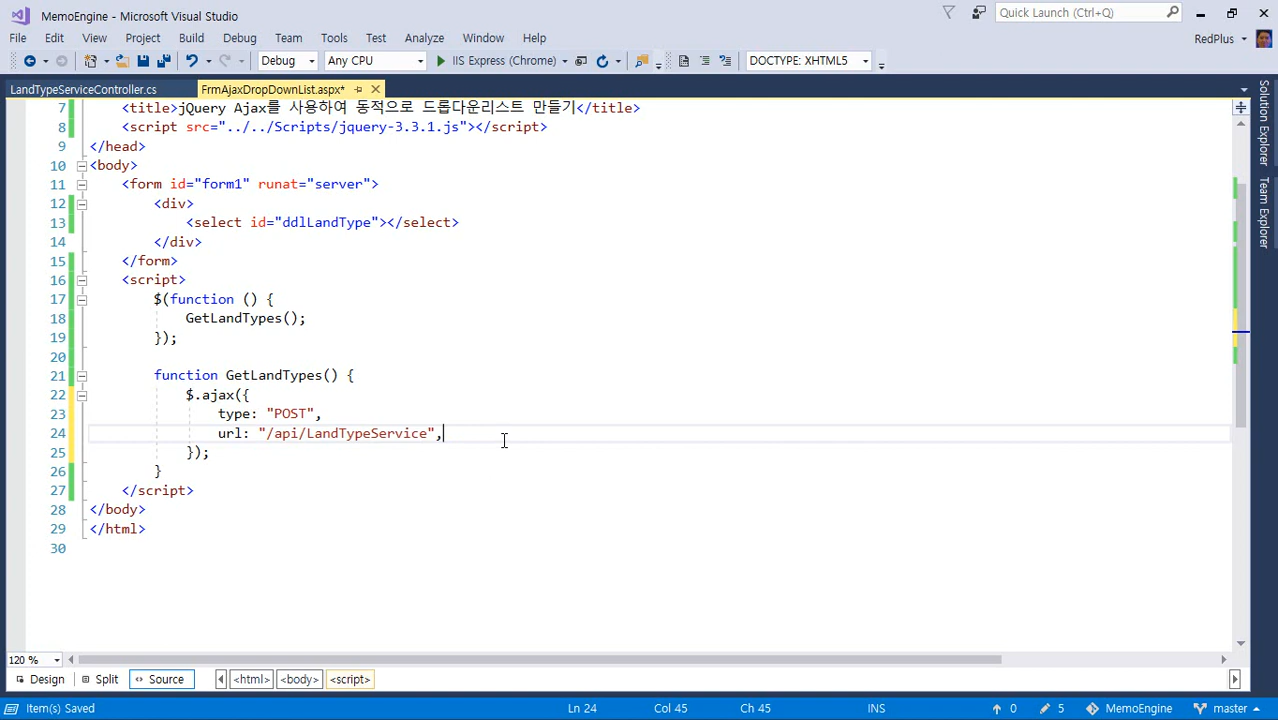 MemoEngine - Microsoft Visual Studio
Quick Launch (Ctrl+Q)
File Edit View Project Build Debug Team Tools Test Analyze Window Help
RedPlus
Debug Any CPU IIS Express (Chrome) DOCTYPE: XHTML5
LandTypeServiceController.cs FrmAjaxDropDownList.aspx*
7 <title>jQuery Ajax를 사용하여 동적으로 드롭다운리스트 만들기</title>
8 <script src="../../Scripts/jquery-3.3.1.js"></script>
9 </head>
10 <body>
11 <form id="form1" runat="server">
12 <div>
13 <select id="ddlLandType"></select>
14 </div>
15 </form>
16 <script>
17 $(function () {
18 GetLandTypes();
19 });
20
21 function GetLandTypes() {
22 $.ajax({
23 type: "POST",
24 url: "/api/LandTypeService",
25 });
26 }
27 </script>
28 </body>
29 </html>
30
Solution Explorer
Team Explorer
120 %
Design Split Source <html> <body> <script>
Item(s) Saved Ln 24 Col 45 Ch 45 INS 0 5 MemoEngine master